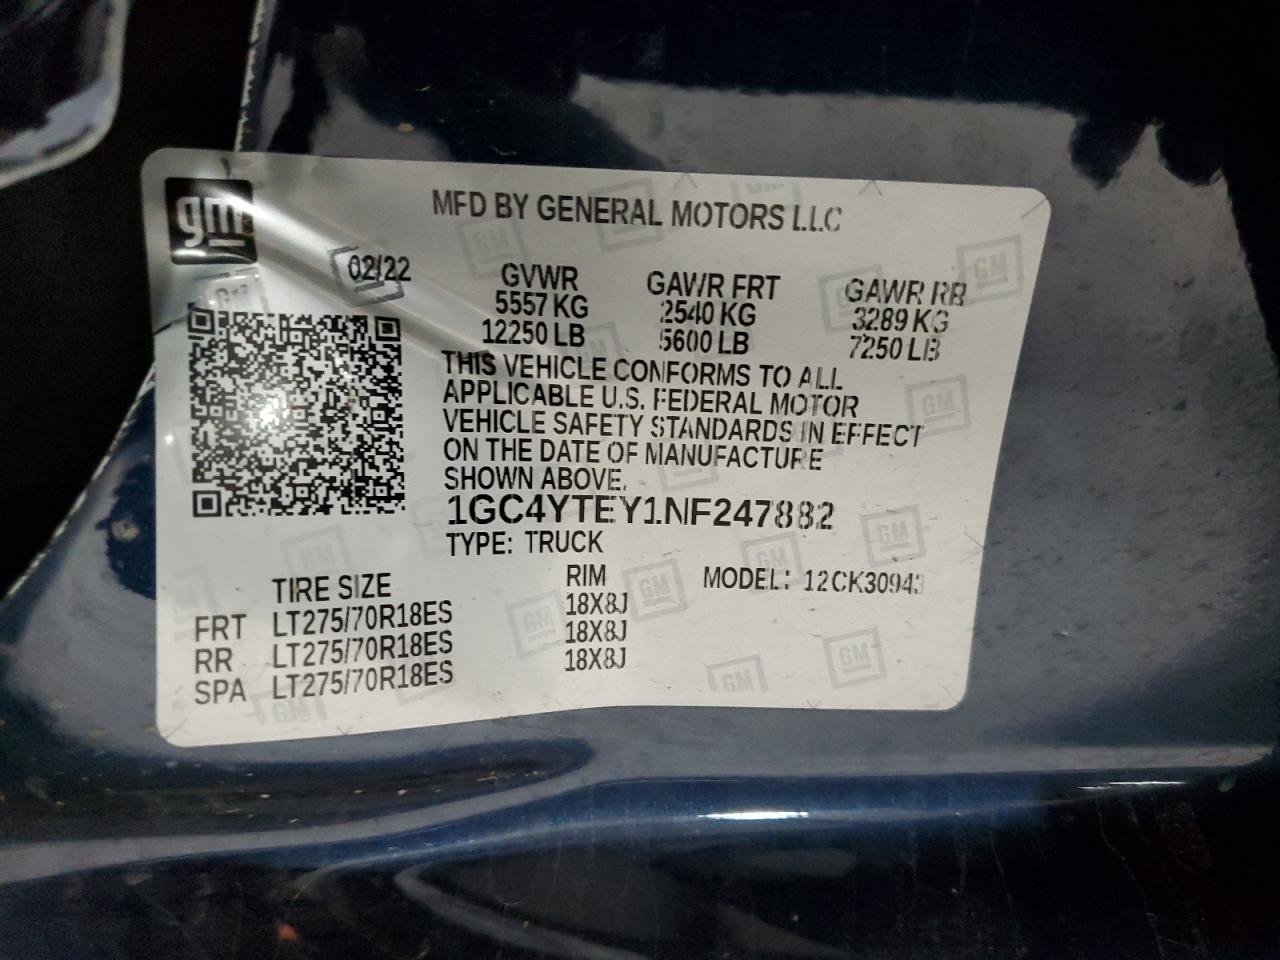 gm
MFD BY GENERAL MOTORS LLC
02/22
GVWR GAWR FRT GAWR RR
5557 KG 2540 KG 3289 KG
12250 LB 5600 LB 7250 LB
THIS VEHICLE CONFORMS TO ALL
APPLICABLE U.S. FEDERAL MOTOR
VEHICLE SAFETY STANDARDS IN EFFECT
ON THE DATE OF MANUFACTURE
SHOWN ABOVE.
1GC4YTEY1NF247882
TYPE: TRUCK
MODEL: 12CK30943
TIRE SIZE RIM
FRT LT275/70R18ES 18X8J
RR LT275/70R18ES 18X8J
SPA LT275/70R18ES 18X8J